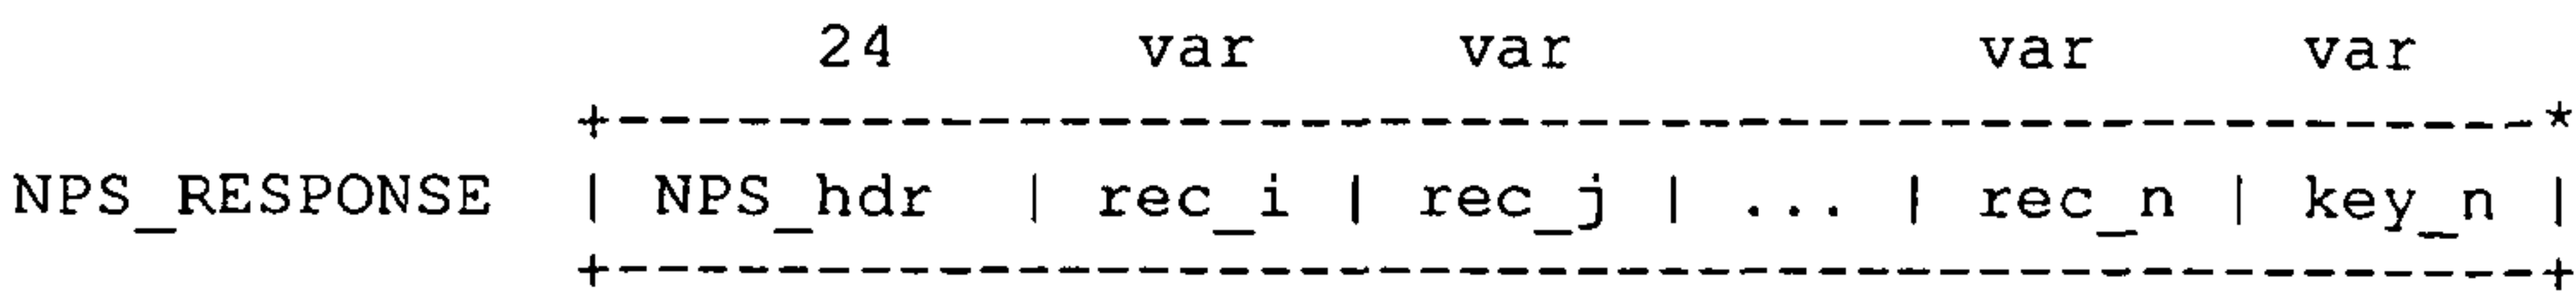 24 var var var var
+--------------------------------------------------*
NPS_RESPONSE | NPS_hdr | rec_i | rec_j | ... | rec_n | key_n |
+--------------------------------------------------+